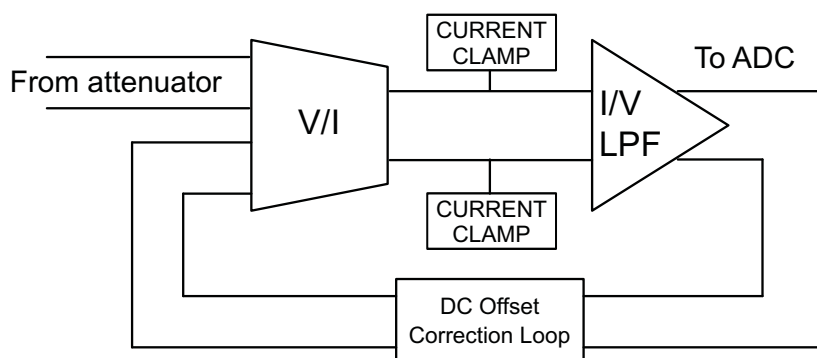 CURRENT
CLAMP
To ADC
From attenuator
V/I
I/V
LPF
CURRENT
CLAMP
DC Offset
Correction Loop